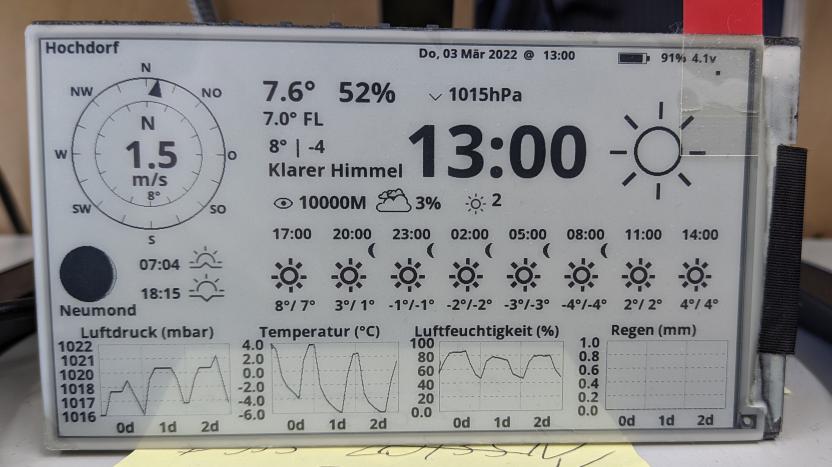 Hochdorf
Do, 03 Mär 2022 @ 13:00
91% 4.1v
N
NW NO
W O
SW SO
S
N
1.5
m/s
8°
7.6° 52%
1015hPa
7.0° FL
8° | -4
Klarer Himmel
13:00
10000M 3% 2
07:04
18:15
Neumond
17:00 20:00 23:00 02:00 05:00 08:00 11:00 14:00
8°/ 7° 3°/ 1° -1°/-1° -2°/-2° -3°/-3° -4°/-4° 2°/ 2° 4°/ 4°
Luftdruck (mbar)
1022
1021
1020
1018
1017
1016
0d 1d 2d
Temperatur (°C)
4.0
2.0
0.0
-2.0
-4.0
-6.0
0d 1d 2d
Luftfeuchtigkeit (%)
100
80
60
40
20
0.0
0d 1d 2d
Regen (mm)
1.0
0.8
0.6
0.4
0.2
0.0
0d 1d 2d